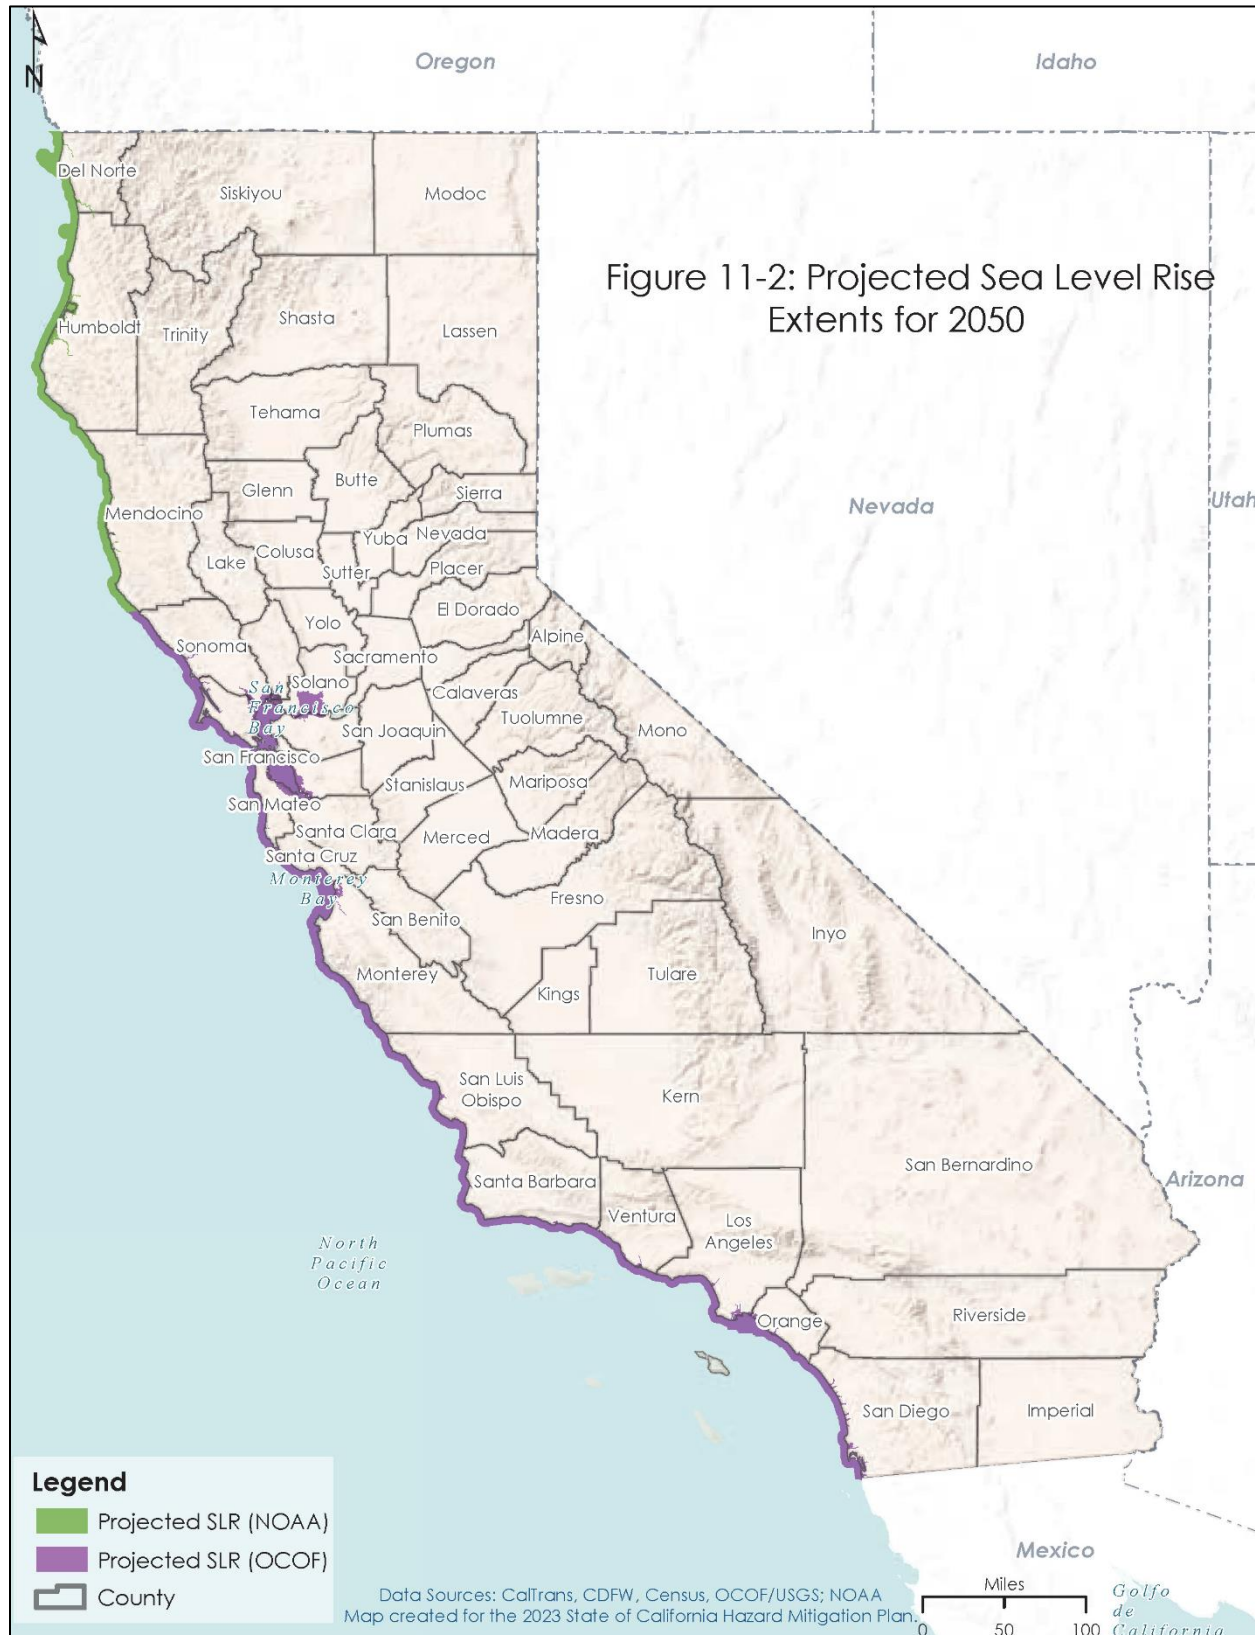 N
Oregon
Idaho
Del Norte
Siskiyou
Modoc
Figure 11-2: Projected Sea Level Rise
Extents for 2050
Humboldt
Trinity
Shasta
Lassen
Tehama
Plumas
Glenn
Butte
Sierra
Mendocino
Nevada
Utah
Lake
Colusa
Yuba
Nevada
Sutter
Placer
El Dorado
Yolo
Sonoma
Sacramento
Alpine
Solano
San
Francisco
Bay
Calaveras
Tuolumne
San Joaquin
Mono
San Francisco
Stanislaus
Mariposa
San Mateo
Santa Clara
Merced
Madera
Santa Cruz
Monterey
Bay
Fresno
San Benito
Inyo
Monterey
Kings
Tulare
San Luis
Obispo
Kern
San Bernardino
Arizona
Santa Barbara
Ventura
Los
Angeles
North
Pacific
Ocean
Orange
Riverside
San Diego
Imperial
Legend
Projected SLR (NOAA)
Projected SLR (OCOF)
County
Mexico
Data Sources: CalTrans, CDFW, Census, OCOF/USGS; NOAA
Map created for the 2023 State of California Hazard Mitigation Plan.
Miles
0 50 100
Golfo
de
California